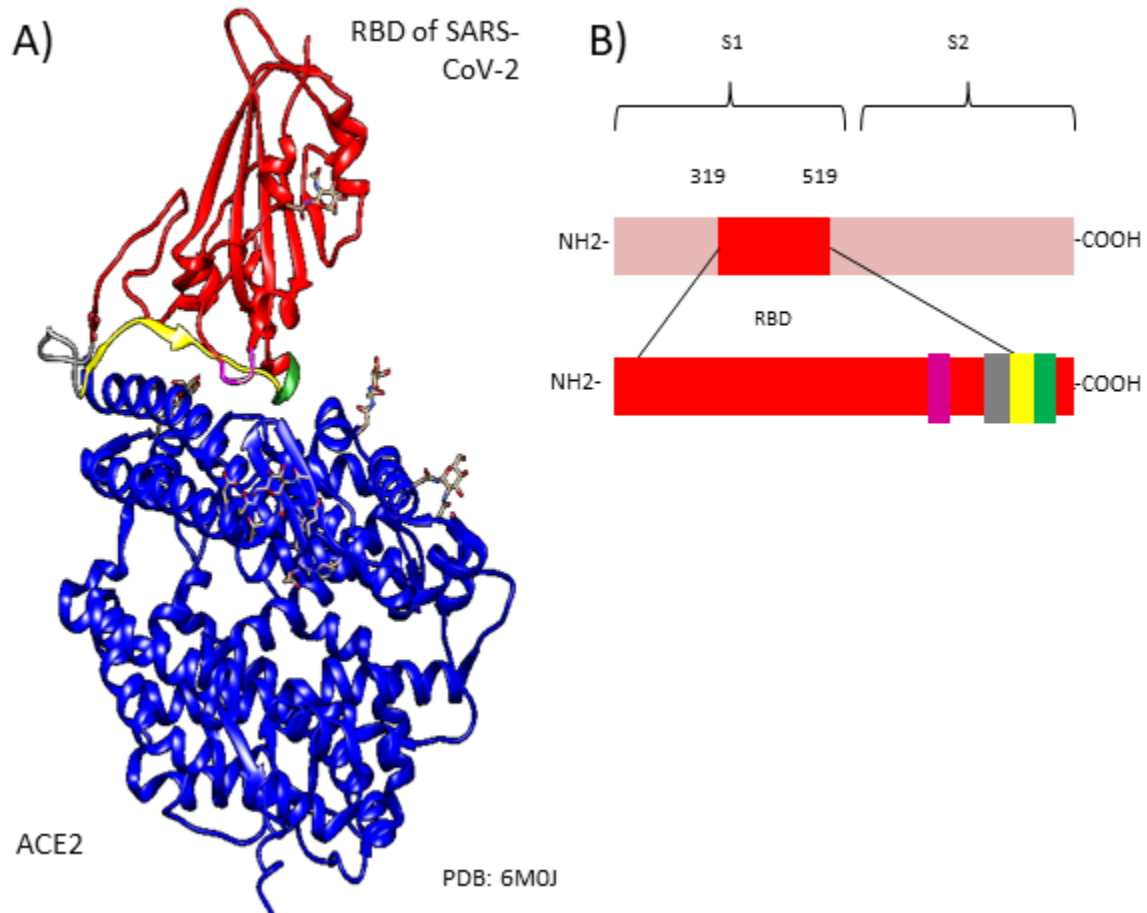 A)
RBD of SARS-
CoV-2
ACE2
PDB: 6M0J
B)
S1
S2
319
519
NH2-
-COOH
RBD
NH2-
-COOH